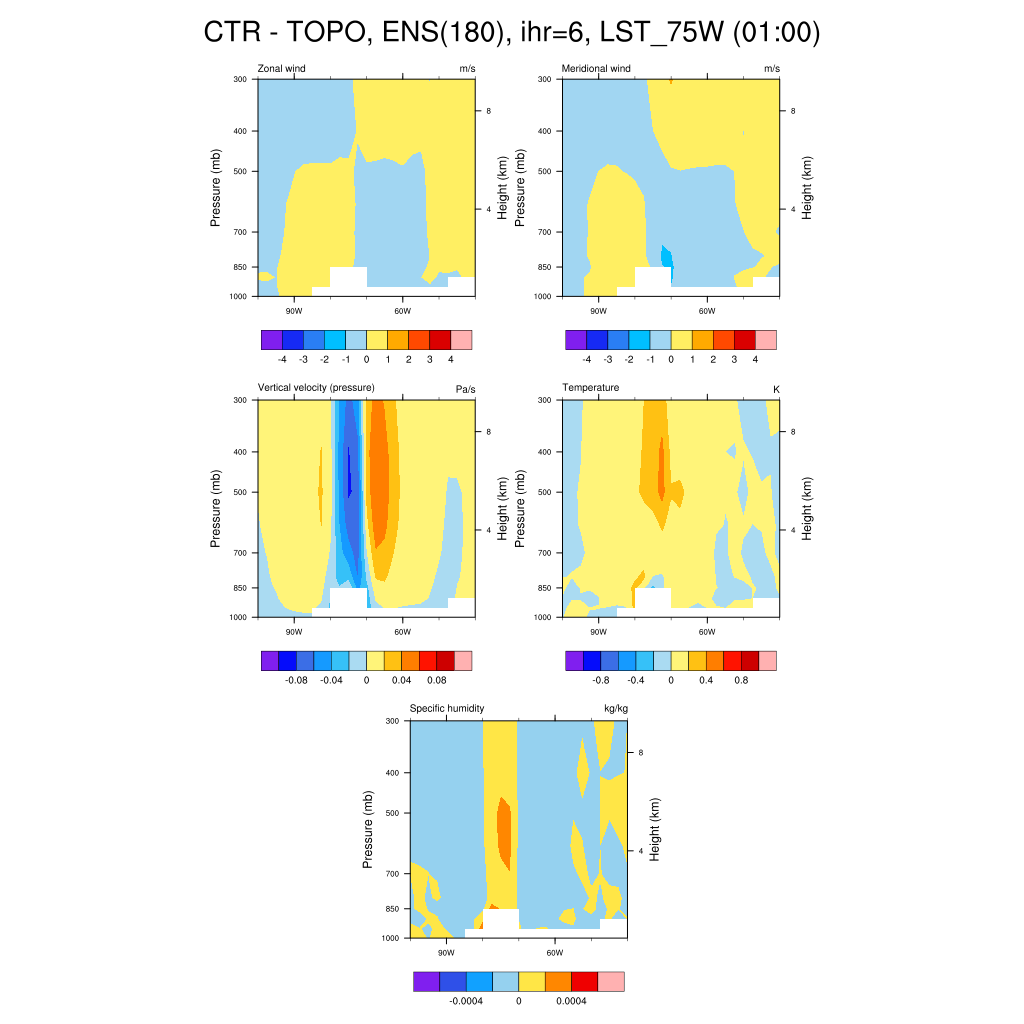 CTR - TOPO, ENS(180), ihr=6, LST_75W (01:00)
Zonal wind m/s
300
400
500
700
850
1000
8
4
Pressure (mb)
Height (km)
90W 60W
-4 -3 -2 -1 0 1 2 3 4
Meridional wind m/s
300
400
500
700
850
1000
8
4
Pressure (mb)
Height (km)
90W 60W
-4 -3 -2 -1 0 1 2 3 4
Vertical velocity (pressure) Pa/s
300
400
500
700
850
1000
8
4
Pressure (mb)
Height (km)
90W 60W
-0.08 -0.04 0 0.04 0.08
Temperature K
300
400
500
700
850
1000
8
4
Pressure (mb)
Height (km)
90W 60W
-0.8 -0.4 0 0.4 0.8
Specific humidity kg/kg
300
400
500
700
850
1000
8
4
Pressure (mb)
Height (km)
90W 60W
-0.0004 0 0.0004